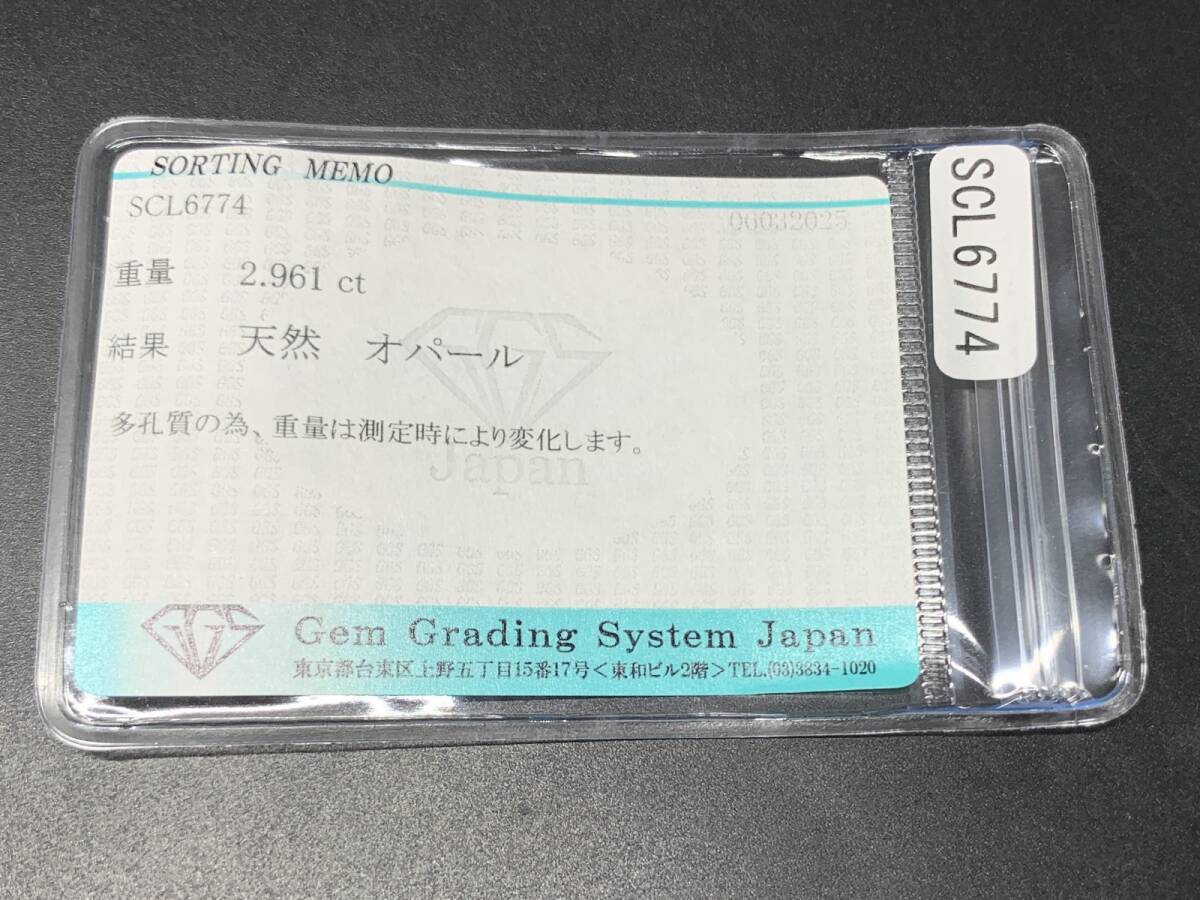 SORTING MEMO
SCL6774 06032025
重量 2.961 ct
結果 天然 オパール
多孔質の為、重量は測定時により変化します。
Japan
GGS Gem Grading System Japan
東京都台東区上野五丁目15番17号<東和ビル2階>TEL.(03)3834-1020
SCL6774